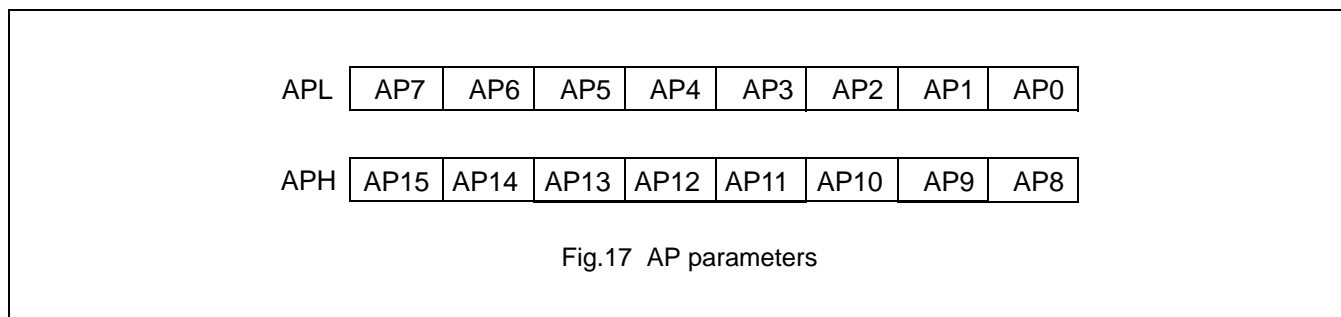 APL AP7 AP6 AP5 AP4 AP3 AP2 AP1 AP0
APH AP15 AP14 AP13 AP12 AP11 AP10 AP9 AP8
Fig.17 AP parameters